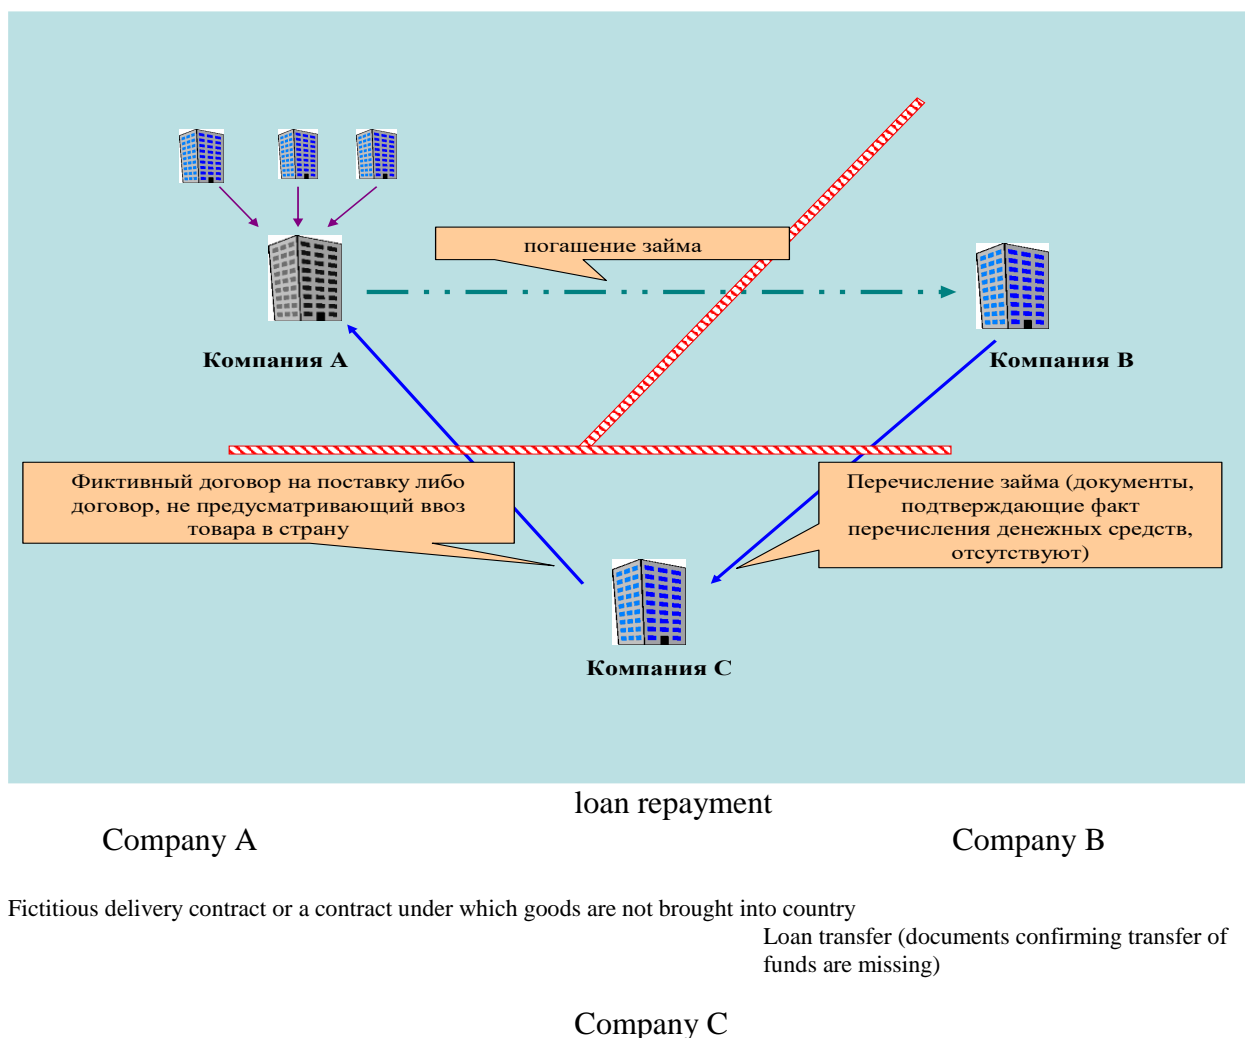 погашение займа
Компания А
Компания В
Фиктивный договор на поставку либо
договор, не предусматривающий ввоз
товара в страну
Перечисление займа (документы,
подтверждающие факт
перечисления денежных средств,
отсутствуют)
Компания С
loan repayment
Company A
Company B
Fictitious delivery contract or a contract under which goods are not brought into country
Loan transfer (documents confirming transfer of
funds are missing)
Company C